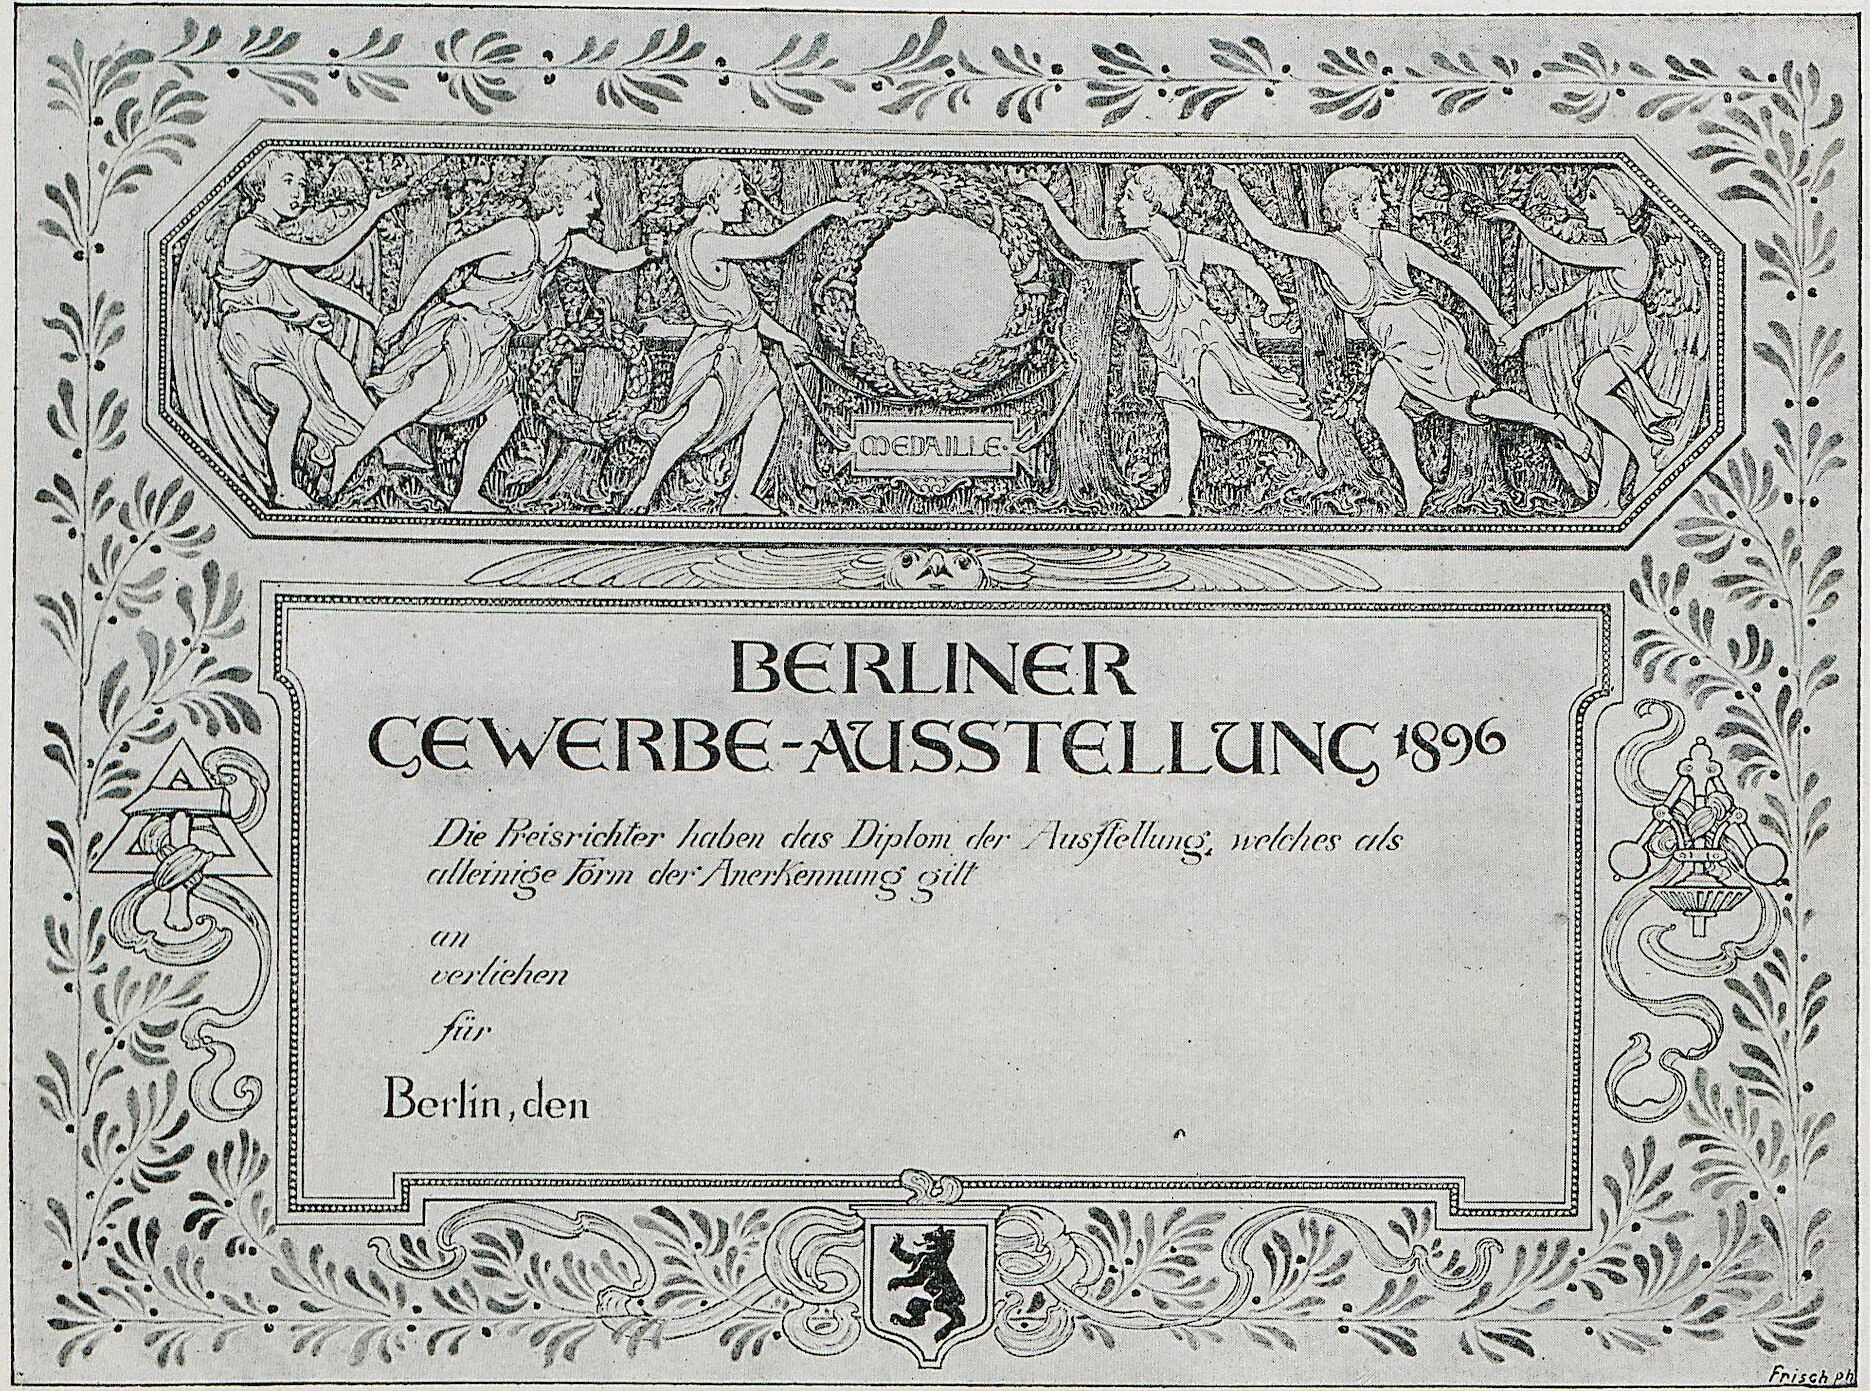 MEDAILLE.
BERLINER
GEWERBE-AUSSTELLUNG 1896
Die Preisrichter haben das Diplom der Ausstellung, welches als
alleinige Form der Anerkennung gilt
an
verliehen
für
Berlin, den
Frisch ph